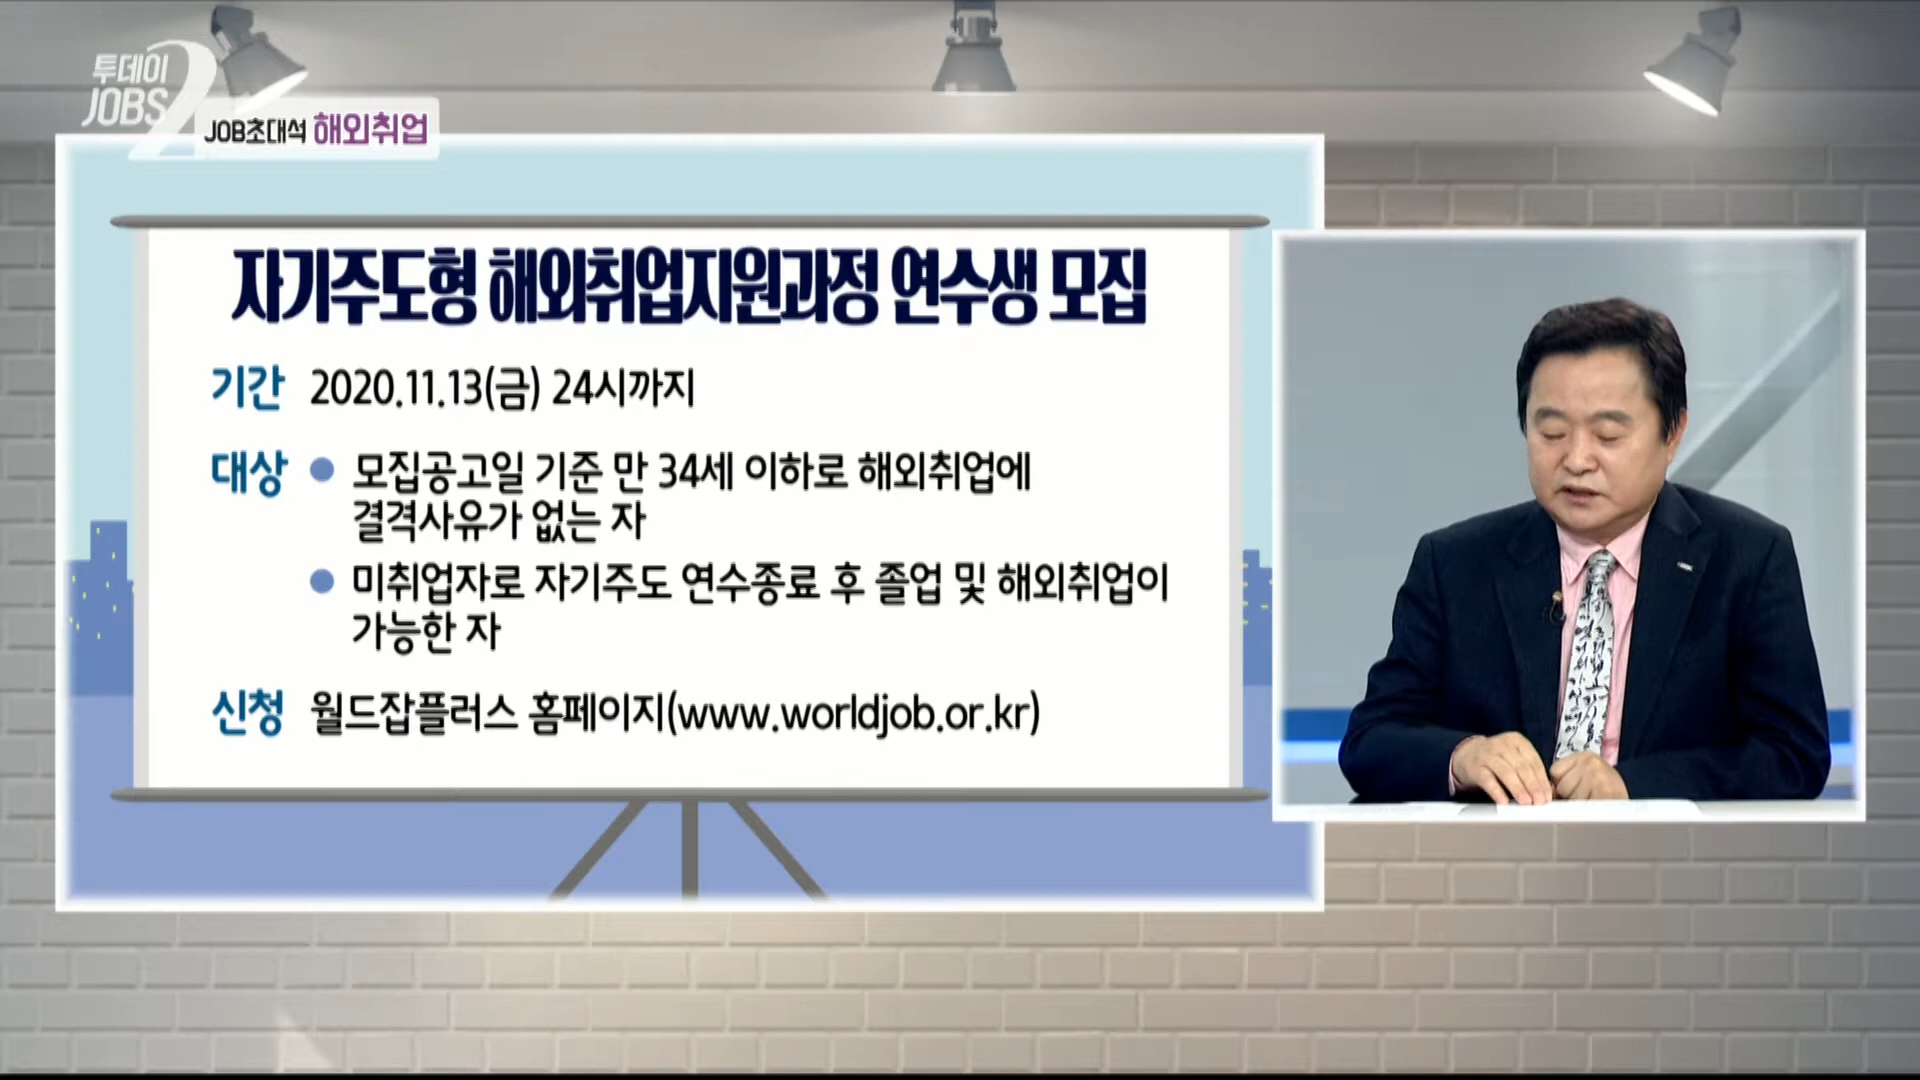 투데이
JOBS 2
JOB초대석 해외취업
자기주도형 해외취업지원과정 연수생 모집
기간 2020.11.13(금) 24시까지
대상 ● 모집공고일 기준 만 34세 이하로 해외취업에
결격사유가 없는 자
● 미취업자로 자기주도 연수종료 후 졸업 및 해외취업이
가능한 자
신청 월드잡플러스 홈페이지(www.worldjob.or.kr)